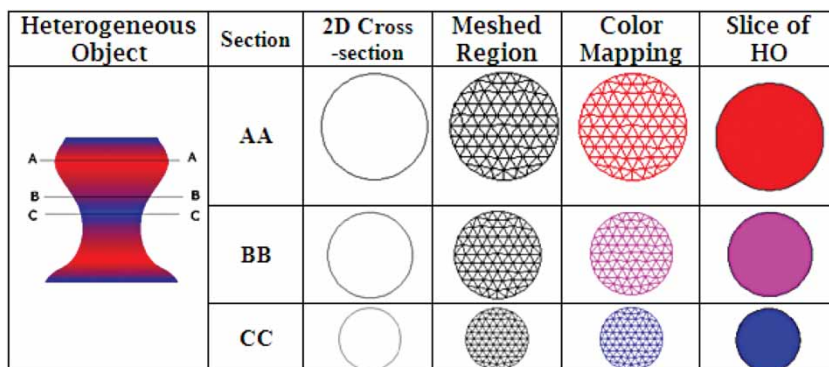 Heterogeneous
Object
Section
2D Cross
-section
Meshed
Region
Color
Mapping
Slice of
HO
A A
B B
C C
AA
BB
CC